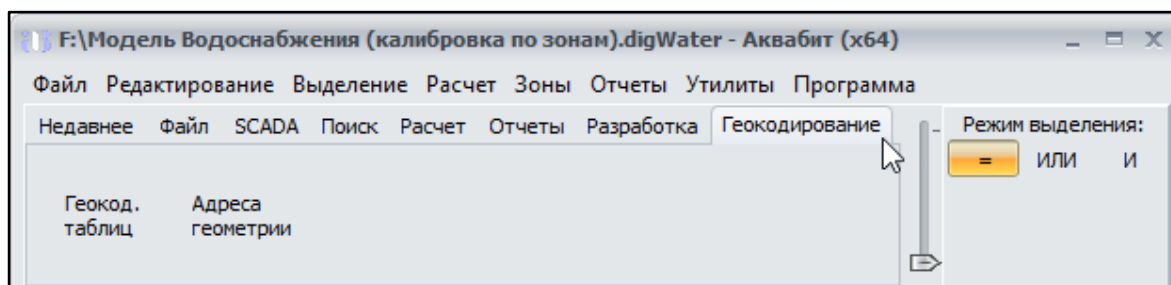 F:\Модель Водоснабжения (калибровка по зонам).digWater - Аквабит (x64)
Файл Редактирование Выделение Расчет Зоны Отчеты Утилиты Программа
Недавнее Файл SCADA Поиск Расчет Отчеты Разработка Геокодирование
Режим выделения:
= ИЛИ И
Геокод. Адреса
таблиц геометрии